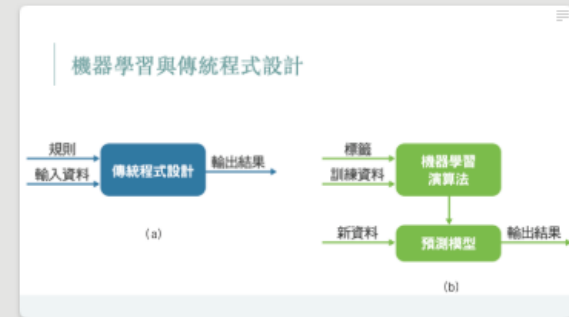 機器學習與傳統程式設計
規則
輸入資料
傳統程式設計
輸出結果
(a)
標籤
訓練資料
機器學習
演算法
新資料
預測模型
輸出結果
(b)